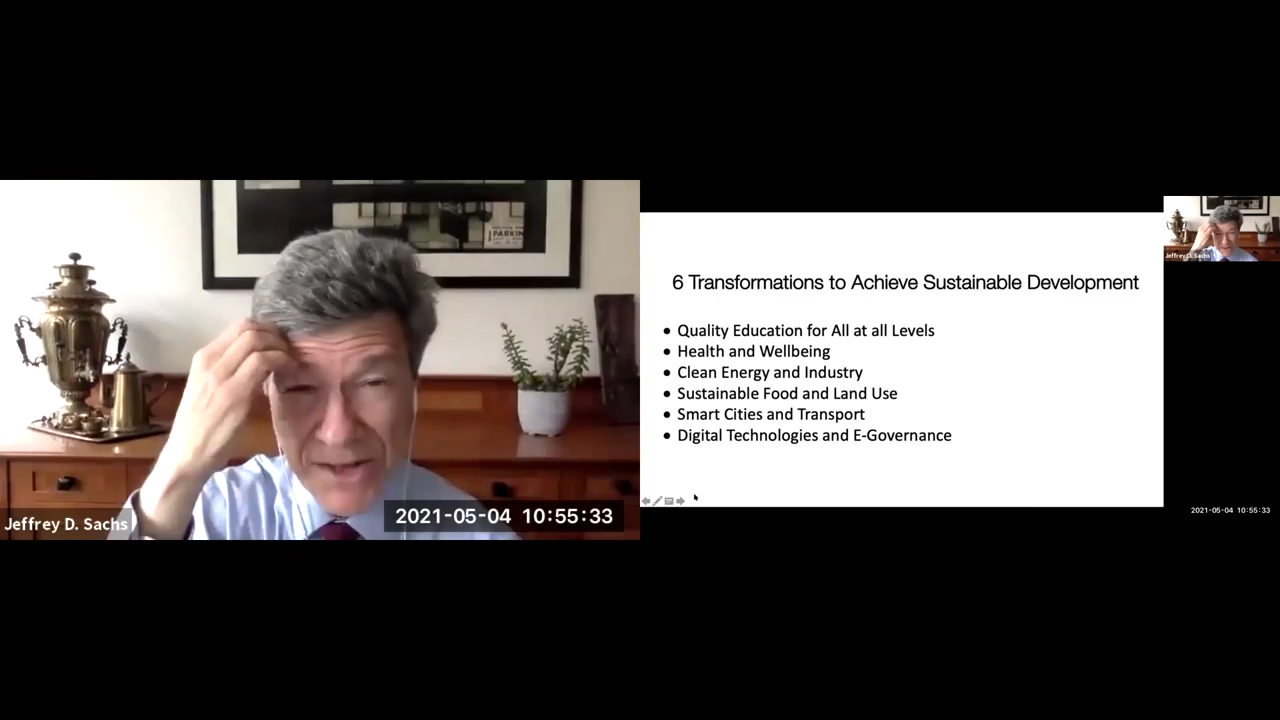 PARKIN
Jeffrey D. Sachs
2021-05-04 10:55:33
6 Transformations to Achieve Sustainable Development
• Quality Education for All at all Levels
• Health and Wellbeing
• Clean Energy and Industry
• Sustainable Food and Land Use
• Smart Cities and Transport
• Digital Technologies and E-Governance
Jeffrey D. Sachs
2021-05-04 10:55:33